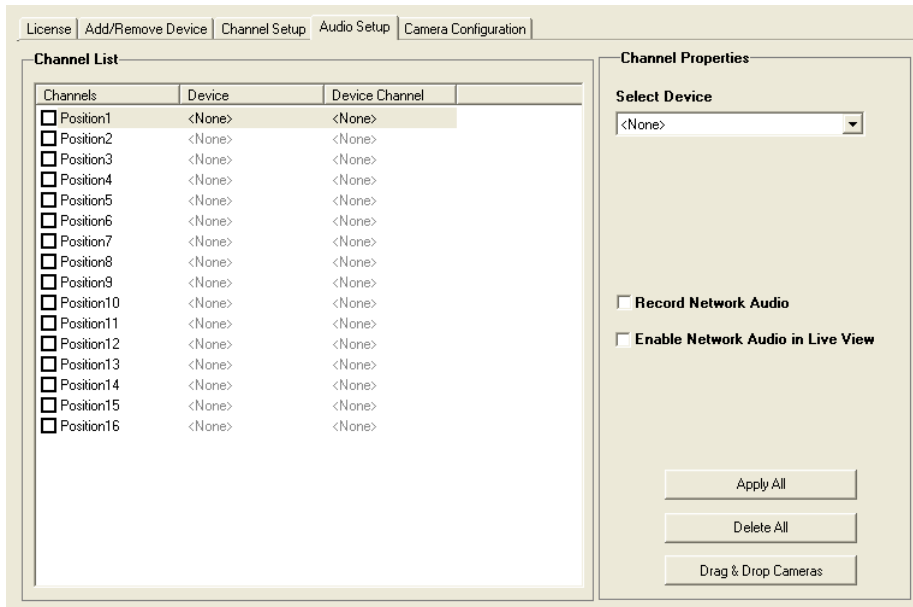 License Add/Remove Device Channel Setup Audio Setup Camera Configuration
Channel List
Channels Device Device Channel
Position1 <None> <None>
Position2 <None> <None>
Position3 <None> <None>
Position4 <None> <None>
Position5 <None> <None>
Position6 <None> <None>
Position7 <None> <None>
Position8 <None> <None>
Position9 <None> <None>
Position10 <None> <None>
Position11 <None> <None>
Position12 <None> <None>
Position13 <None> <None>
Position14 <None> <None>
Position15 <None> <None>
Position16 <None> <None>
Channel Properties
Select Device
<None>
Record Network Audio
Enable Network Audio in Live View
Apply All
Delete All
Drag & Drop Cameras